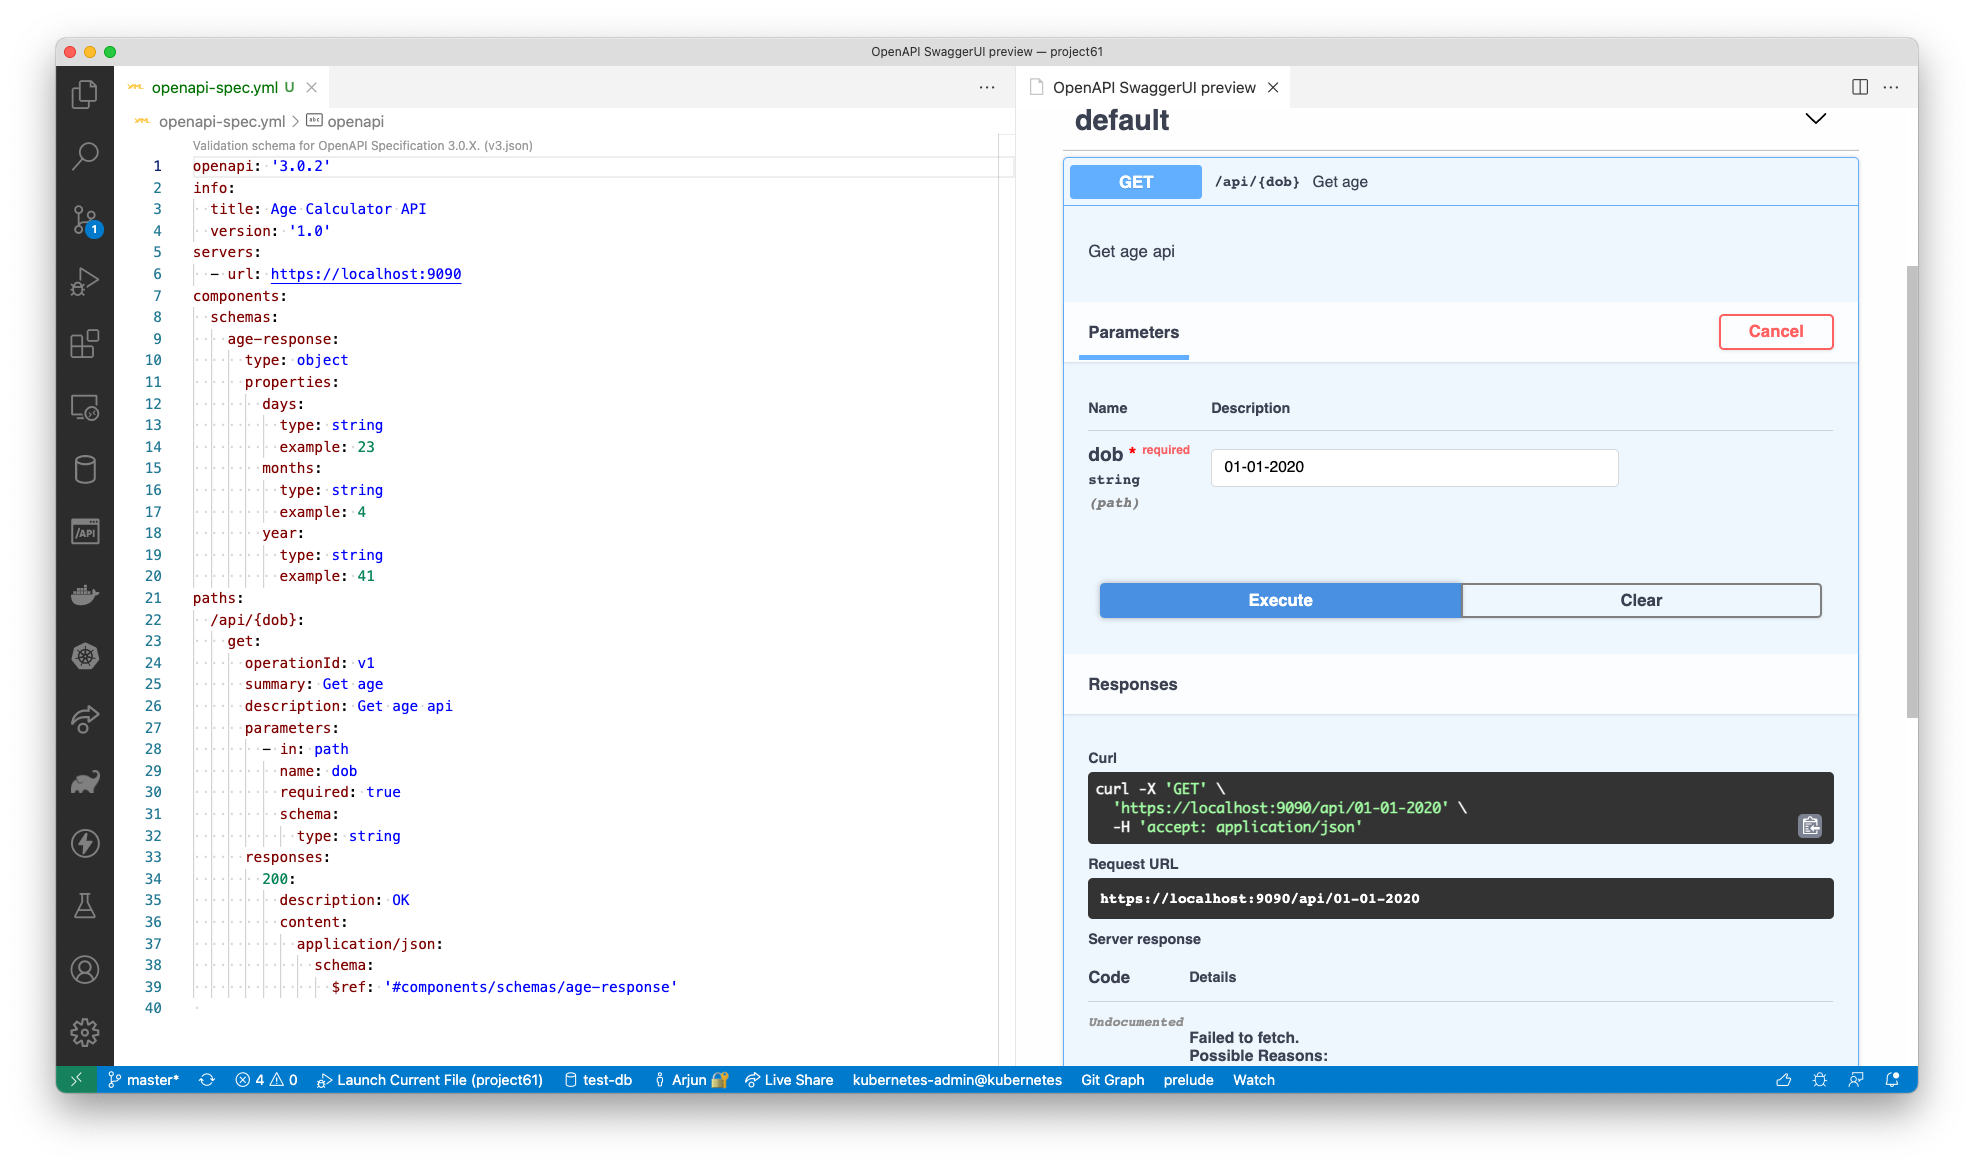 OpenAPI SwaggerUI preview — project61
openapi-spec.yml U
openapi-spec.yml > openapi
Validation schema for OpenAPI Specification 3.0.X. (v3.json)
1 openapi: '3.0.2'
2 info:
3 title: Age Calculator API
4 version: '1.0'
5 servers:
6 - url: https://localhost:9090
7 components:
8 schemas:
9 age-response:
10 type: object
11 properties:
12 days:
13 type: string
14 example: 23
15 months:
16 type: string
17 example: 4
18 year:
19 type: string
20 example: 41
21 paths:
22 /api/{dob}:
23 get:
24 operationId: v1
25 summary: Get age
26 description: Get age api
27 parameters:
28 - in: path
29 name: dob
30 required: true
31 schema:
32 type: string
33 responses:
34 200:
35 description: OK
36 content:
37 application/json:
38 schema:
39 $ref: '#components/schemas/age-response'
40
OpenAPI SwaggerUI preview
default
GET /api/{dob} Get age
Get age api
Parameters
Cancel
Name Description
dob * required
string
(path)
01-01-2020
Execute
Clear
Responses
Curl
curl -X 'GET' \
'https://localhost:9090/api/01-01-2020' \
-H 'accept: application/json'
Request URL
https://localhost:9090/api/01-01-2020
Server response
Code Details
Undocumented
Failed to fetch.
Possible Reasons:
1
/API
master* 4 0 Launch Current File (project61) test-db Arjun Live Share kubernetes-admin@kubernetes Git Graph prelude Watch